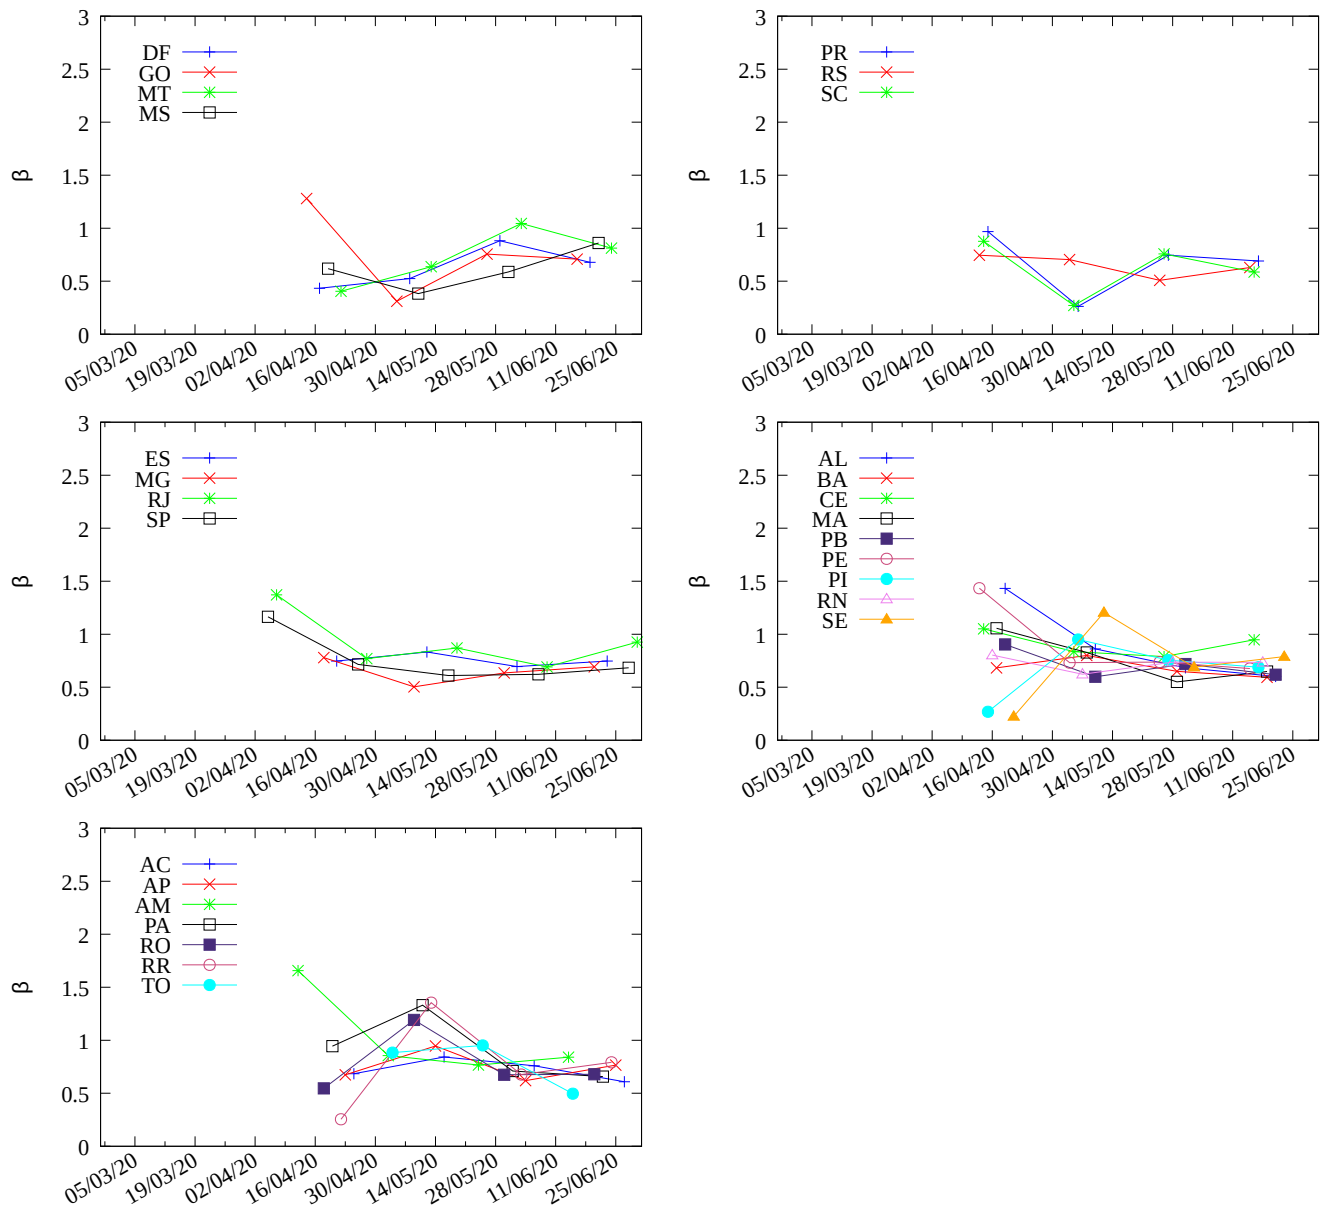 3
2.5
2
1.5
1
0.5
0
β
DF
GO
MT
MS
05/03/20
19/03/20
02/04/20
16/04/20
30/04/20
14/05/20
28/05/20
11/06/20
25/06/20
3
2.5
2
1.5
1
0.5
0
β
PR
RS
SC
05/03/20
19/03/20
02/04/20
16/04/20
30/04/20
14/05/20
28/05/20
11/06/20
25/06/20
3
2.5
2
1.5
1
0.5
0
β
ES
MG
RJ
SP
05/03/20
19/03/20
02/04/20
16/04/20
30/04/20
14/05/20
28/05/20
11/06/20
25/06/20
3
2.5
2
1.5
1
0.5
0
β
AL
BA
CE
MA
PB
PE
PI
RN
SE
05/03/20
19/03/20
02/04/20
16/04/20
30/04/20
14/05/20
28/05/20
11/06/20
25/06/20
3
2.5
2
1.5
1
0.5
0
β
AC
AP
AM
PA
RO
RR
TO
05/03/20
19/03/20
02/04/20
16/04/20
30/04/20
14/05/20
28/05/20
11/06/20
25/06/20